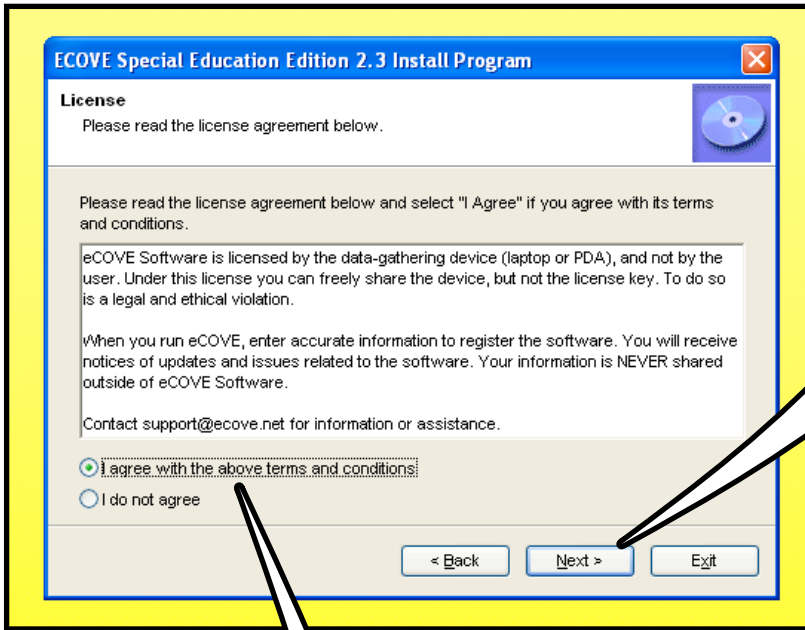 ECOVE Special Education Edition 2.3 Install Program
License
Please read the license agreement below.
Please read the license agreement below and select "I Agree" if you agree with its terms
and conditions.
eCOVE Software is licensed by the data-gathering device (laptop or PDA), and not by the
user. Under this license you can freely share the device, but not the license key. To do so
is a legal and ethical violation.
When you run eCOVE, enter accurate information to register the software. You will receive
notices of updates and issues related to the software. Your information is NEVER shared
outside of eCOVE Software.
Contact support@ecove.net for information or assistance.
I agree with the above terms and conditions
I do not agree
< Back
Next >
Exit